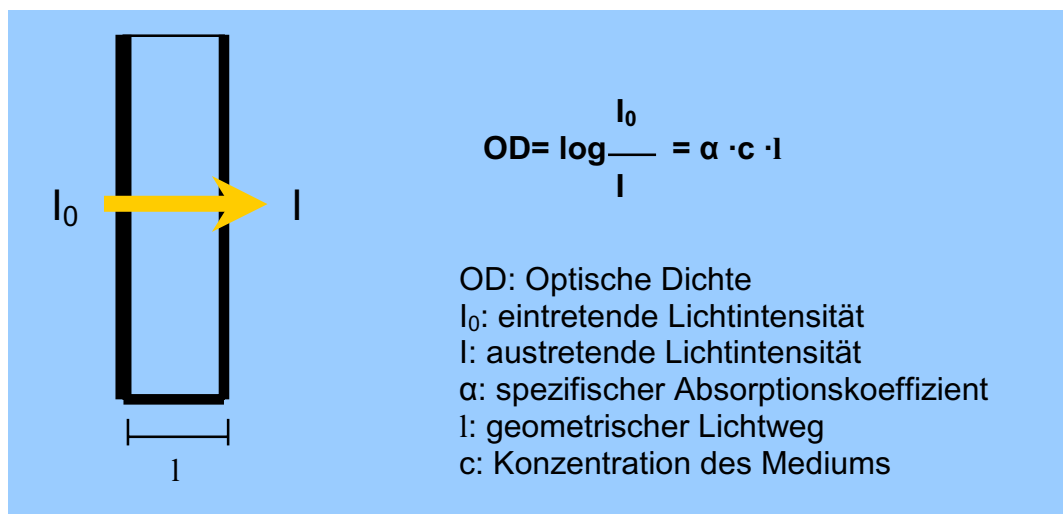 I₀
I
l
I₀
OD= log — = α ·c ·l
I
OD: Optische Dichte
I₀: eintretende Lichtintensität
I: austretende Lichtintensität
α: spezifischer Absorptionskoeffizient
l: geometrischer Lichtweg
c: Konzentration des Mediums